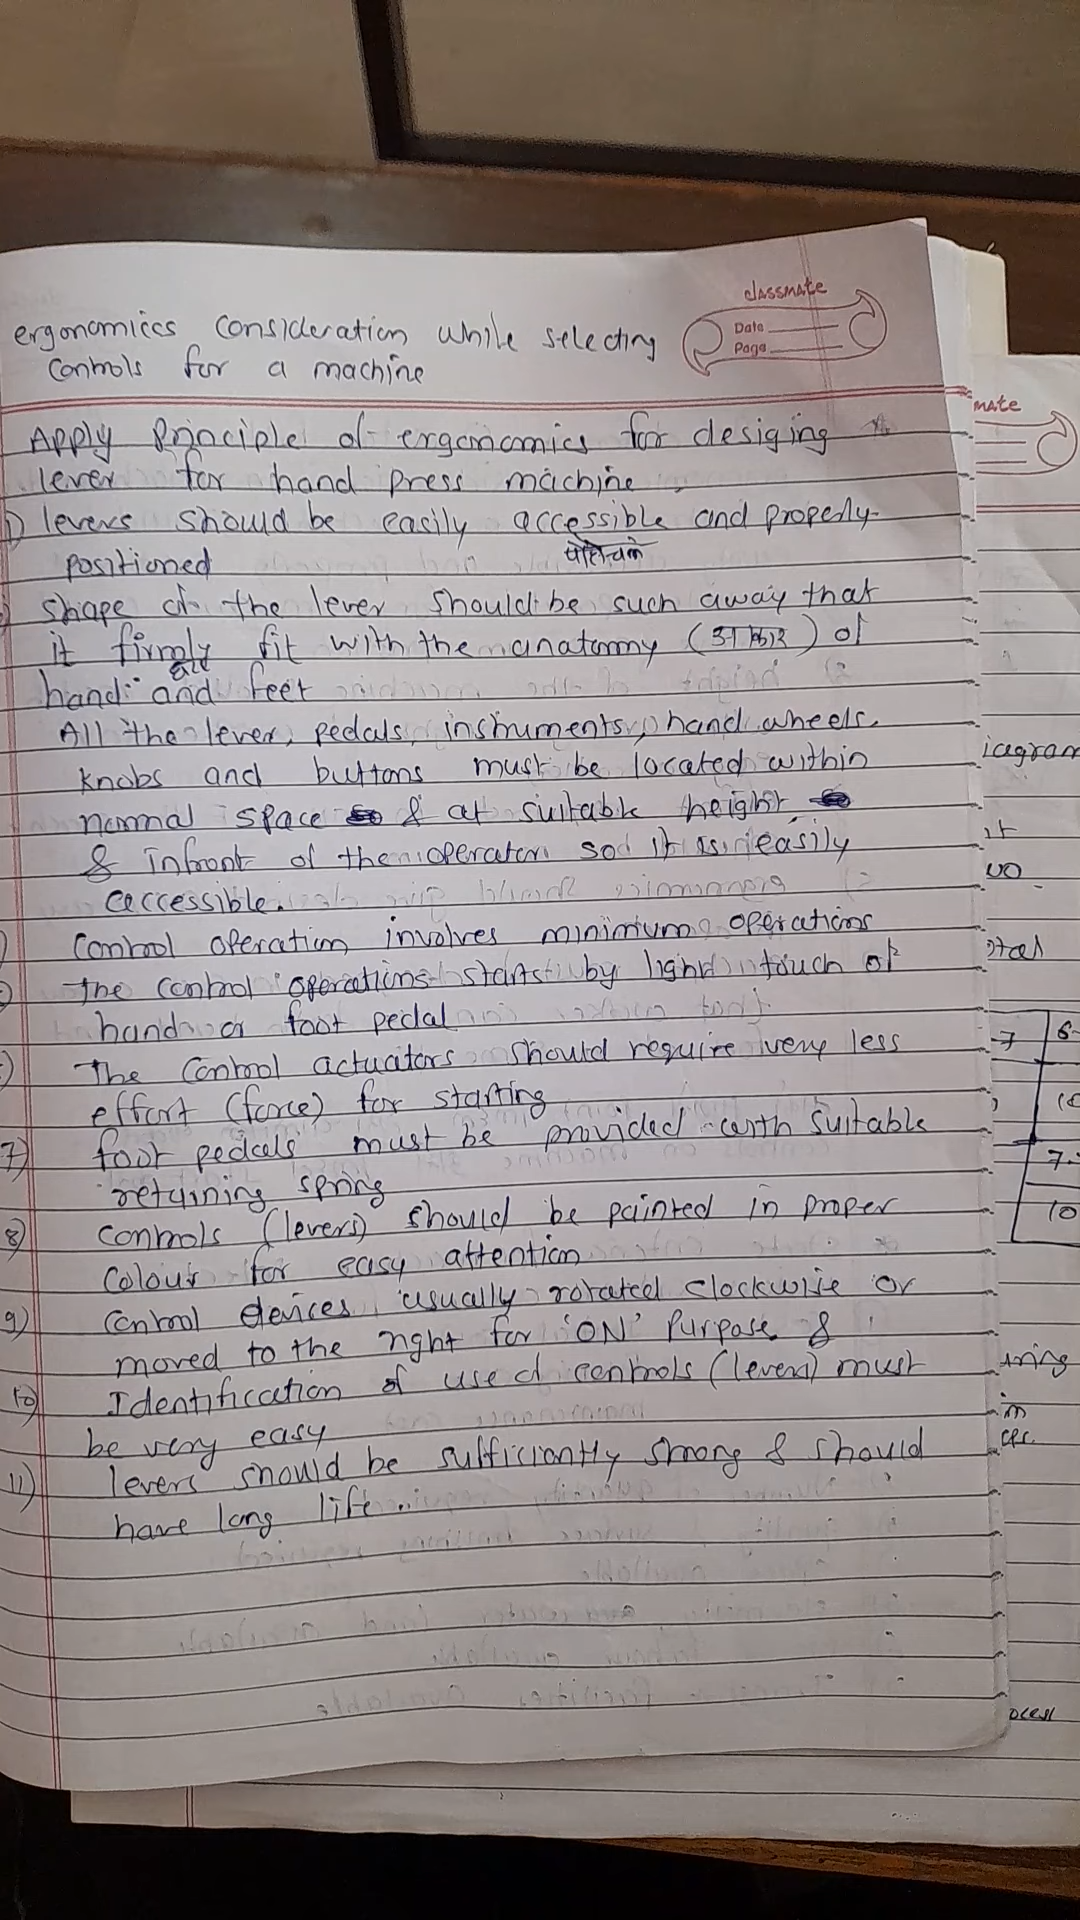 classmate
Date
Page
ergonomics consideration while selecting
controls for a machine
Apply Principle of ergonomics for desiging
lever for hand press machine
1) levers should be easily accessible and properly
positioned
shape of the lever should be such away that
it firmly fit with the anatomy (आकार) of
hand and feet
All the lever, pedals, instruments, hand wheels,
knobs and buttons must be located within
normal space & at suitable height
& infront of the operator so it is easily
accessible.
Control operation involves minimum operations
The control operations starts by light touch of
hand or foot pedal
The control actuators should require very less
effort (force) for starting
7) foot pedals must be provided with suitable
retaining spring
8) controls (levers) should be painted in proper
colour for easy attention
9) control devices usually rotated clockwise or
moved to the right for 'ON' Purpose &
10) Identification of used controls (levers) must
be very easy
11) levers should be sufficiently strong & should
have long life.
mate
iagram
it
7
10
7.
10